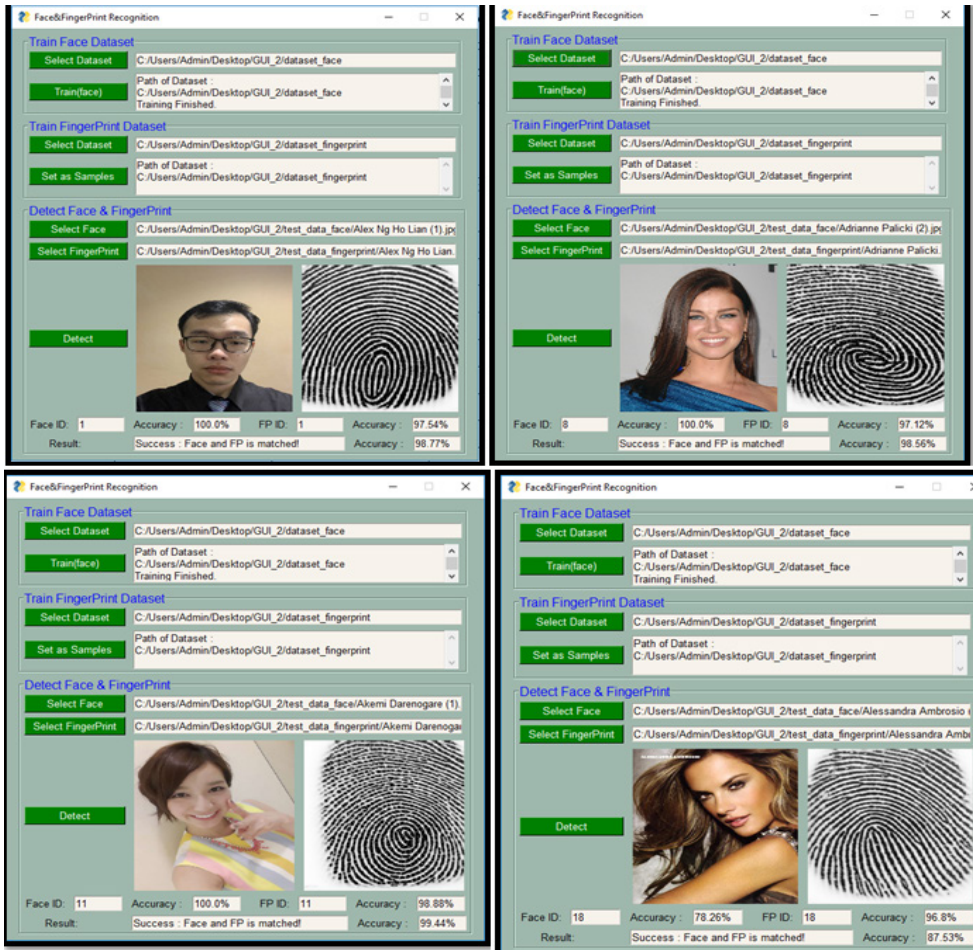 Face&FingerPrint Recognition
Train Face Dataset
Select Dataset C:/Users/Admin/Desktop/GUI_2/dataset_face
Train(face) Path of Dataset :
C:/Users/Admin/Desktop/GUI_2/dataset_face
Training Finished.
Train FingerPrint Dataset
Select Dataset C:/Users/Admin/Desktop/GUI_2/dataset_fingerprint
Set as Samples Path of Dataset :
C:/Users/Admin/Desktop/GUI_2/dataset_fingerprint
Detect Face & FingerPrint
Select Face C:/Users/Admin/Desktop/GUI_2/test_data_face/Alex Ng Ho Lian (1).jp
Select FingerPrint C:/Users/Admin/Desktop/GUI_2/test_data_fingerprint/Alex Ng Ho Lian.
Detect
Face ID: 1 Accuracy : 100.0% FP ID: 1 Accuracy : 97.54%
Result: Success : Face and FP is matched! Accuracy : 98.77%
Face&FingerPrint Recognition
Train Face Dataset
Select Dataset C:/Users/Admin/Desktop/GUI_2/dataset_face
Train(face) Path of Dataset :
C:/Users/Admin/Desktop/GUI_2/dataset_face
Training Finished.
Train FingerPrint Dataset
Select Dataset C:/Users/Admin/Desktop/GUI_2/dataset_fingerprint
Set as Samples Path of Dataset :
C:/Users/Admin/Desktop/GUI_2/dataset_fingerprint
Detect Face & FingerPrint
Select Face C:/Users/Admin/Desktop/GUI_2/test_data_face/Adrianne Palicki (2).jp
Select FingerPrint C:/Users/Admin/Desktop/GUI_2/test_data_fingerprint/Adrianne Palicki.
Detect
Face ID: 8 Accuracy : 100.0% FP ID: 8 Accuracy : 97.12%
Result: Success : Face and FP is matched! Accuracy : 98.56%
Face&FingerPrint Recognition
Train Face Dataset
Select Dataset C:/Users/Admin/Desktop/GUI_2/dataset_face
Train(face) Path of Dataset :
C:/Users/Admin/Desktop/GUI_2/dataset_face
Training Finished.
Train FingerPrint Dataset
Select Dataset C:/Users/Admin/Desktop/GUI_2/dataset_fingerprint
Set as Samples Path of Dataset :
C:/Users/Admin/Desktop/GUI_2/dataset_fingerprint
Detect Face & FingerPrint
Select Face C:/Users/Admin/Desktop/GUI_2/test_data_face/Akemi Darenogare (1).
Select FingerPrint C:/Users/Admin/Desktop/GUI_2/test_data_fingerprint/Akemi Darenogar
Detect
Face ID: 11 Accuracy : 100.0% FP ID: 11 Accuracy : 98.88%
Result: Success : Face and FP is matched! Accuracy : 99.44%
Face&FingerPrint Recognition
Train Face Dataset
Select Dataset C:/Users/Admin/Desktop/GUI_2/dataset_face
Train(face) Path of Dataset :
C:/Users/Admin/Desktop/GUI_2/dataset_face
Training Finished.
Train FingerPrint Dataset
Select Dataset C:/Users/Admin/Desktop/GUI_2/dataset_fingerprint
Set as Samples Path of Dataset :
C:/Users/Admin/Desktop/GUI_2/dataset_fingerprint
Detect Face & FingerPrint
Select Face C:/Users/Admin/Desktop/GUI_2/test_data_face/Alessandra Ambrosio (
Select FingerPrint C:/Users/Admin/Desktop/GUI_2/test_data_fingerprint/Alessandra Ambr
Detect
Face ID: 18 Accuracy : 78.26% FP ID: 18 Accuracy : 96.8%
Result: Success : Face and FP is matched! Accuracy : 87.53%